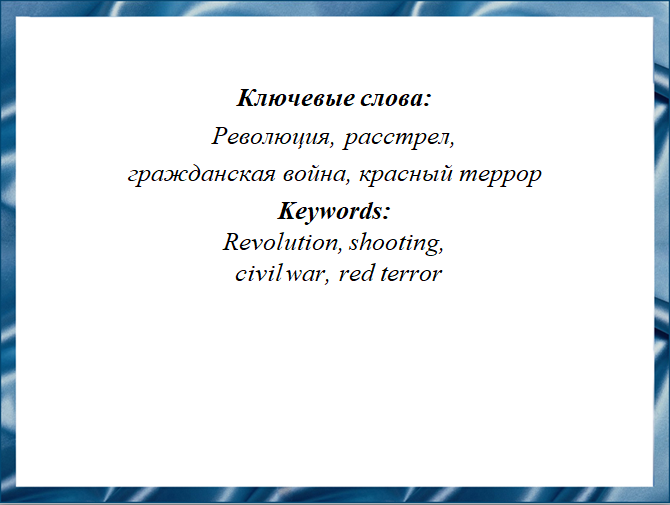 Ключевые слова:
Революция, расстрел,
гражданская война, красный террор
Keywords:
Revolution, shooting,
civil war, red terror